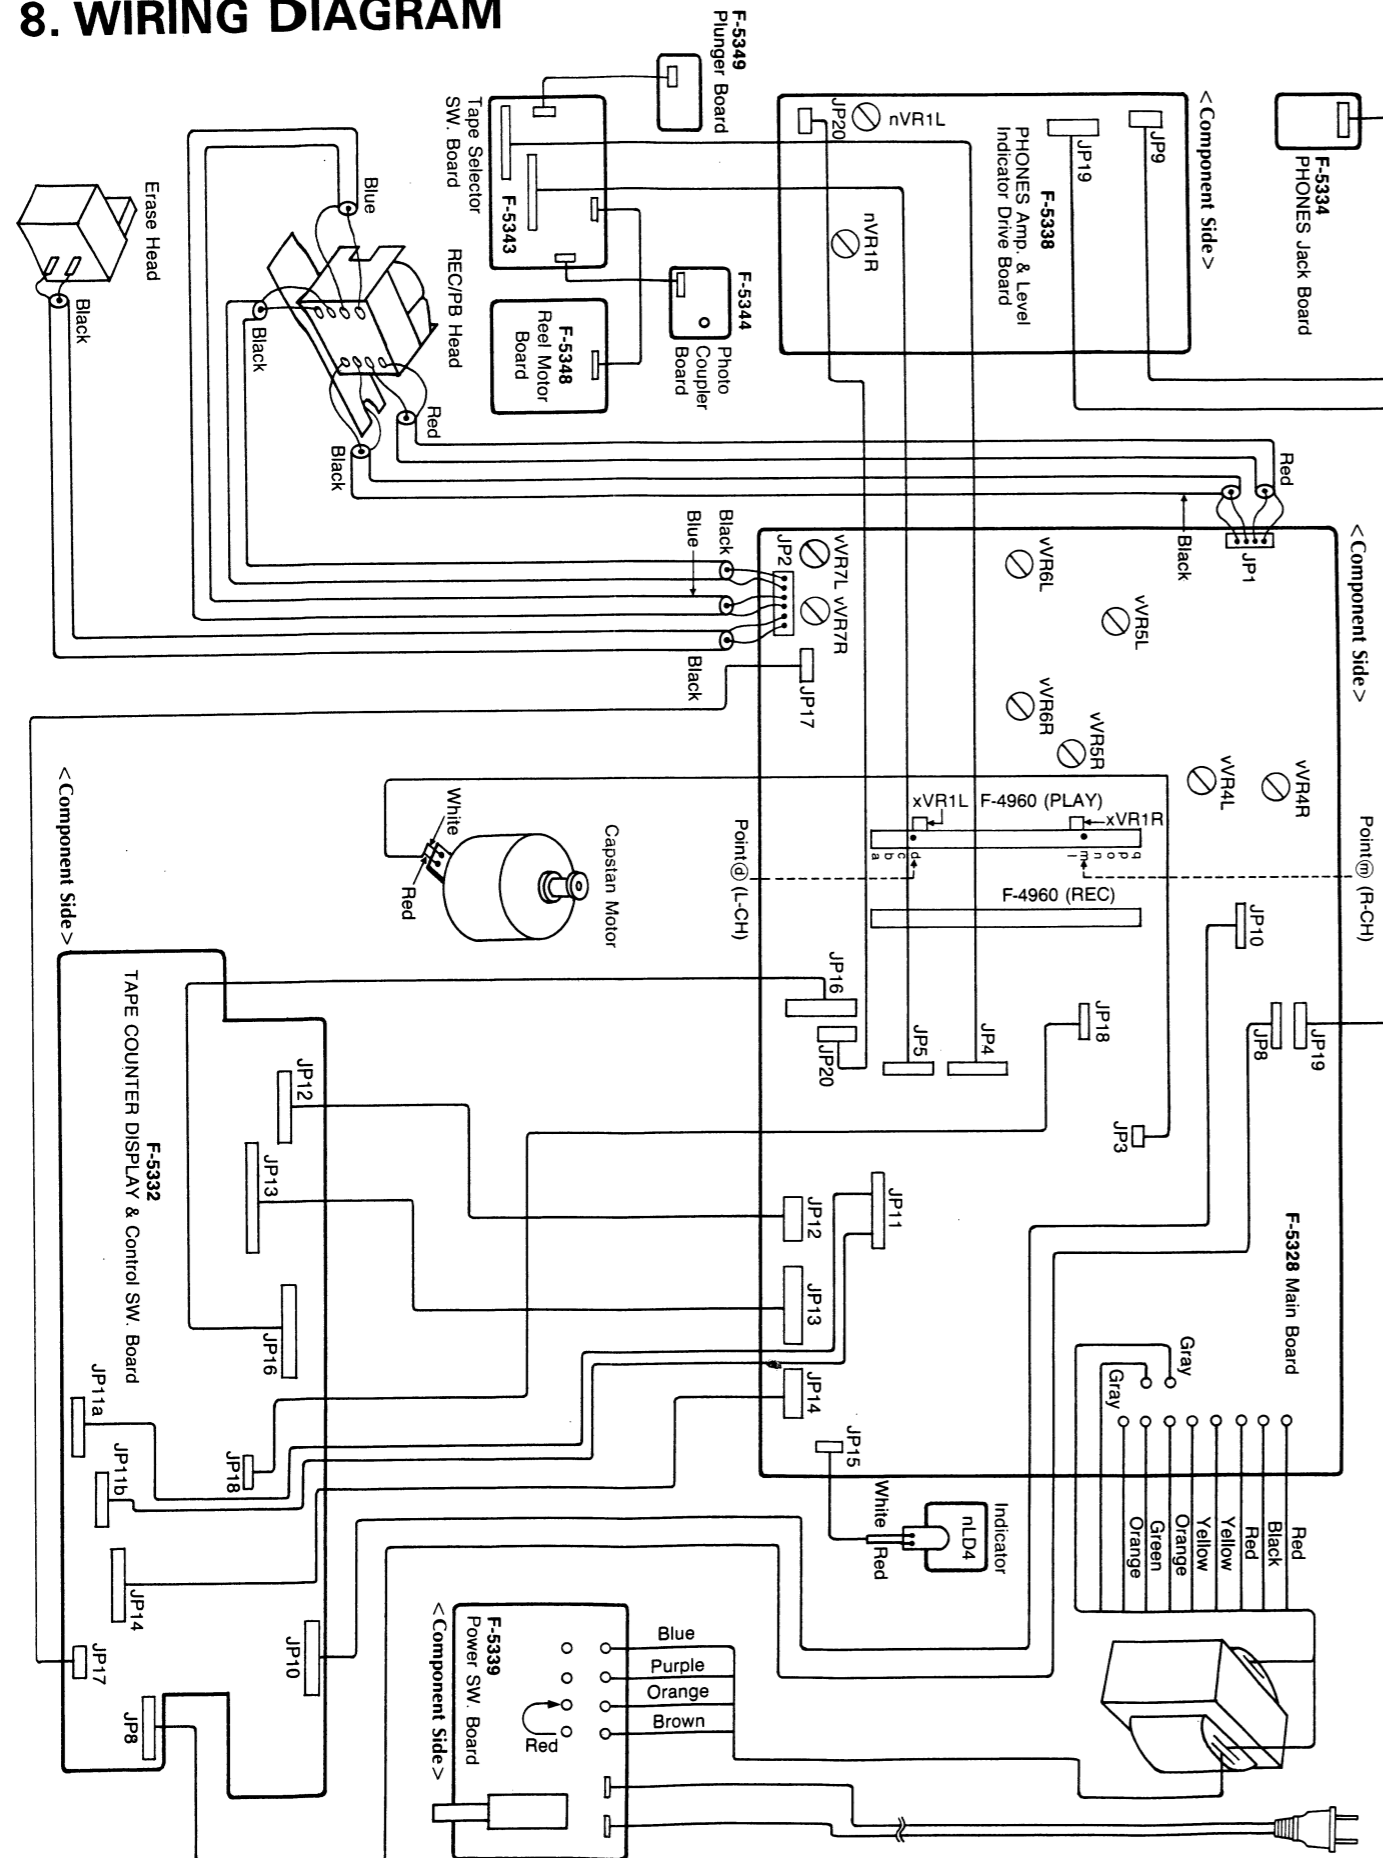 8. WIRING DIAGRAM
F-5349
Plunger Board
Tape Selector
SW. Board
F-5343
F-5344
Photo
Coupler
Board
F-5348
Reel Motor
Board
<Component Side>
JP20
nVR1L
nVR1R
JP19
JP9
F-5338
PHONES Amp. & Level
Indicator Drive Board
F-5334
PHONES Jack Board
Erase Head
Black
Blue
REC/PB Head
Black
Red
Black
Red
Black
JP1
<Component Side>
Black
Blue
Black
JP2
vVR7L
vVR7R
JP17
vVR6L
vVR5L
vVR6R
vVR5R
vVR4L
vVR4R
xVR1L
F-4960 (PLAY)
xVR1R
a b c d
l m n o p q
Point ⓓ (L-CH)
Point ⓜ (R-CH)
F-4960 (REC)
White
Red
Capstan Motor
JP10
JP16
JP20
JP5
JP4
JP18
JP8
JP19
JP3
JP12
JP11
JP13
JP14
JP15
F-5328 Main Board
Gray
Gray
Red
Black
Red
Yellow
Yellow
Orange
Green
Orange
White
Red
nLD4
Indicator
<Component Side>
F-5332
TAPE COUNTER DISPLAY & Control SW. Board
JP12
JP13
JP16
JP11a
JP11b
JP18
JP14
JP10
JP17
JP8
F-5339
Power SW. Board
<Component Side>
Blue
Purple
Orange
Brown
Red